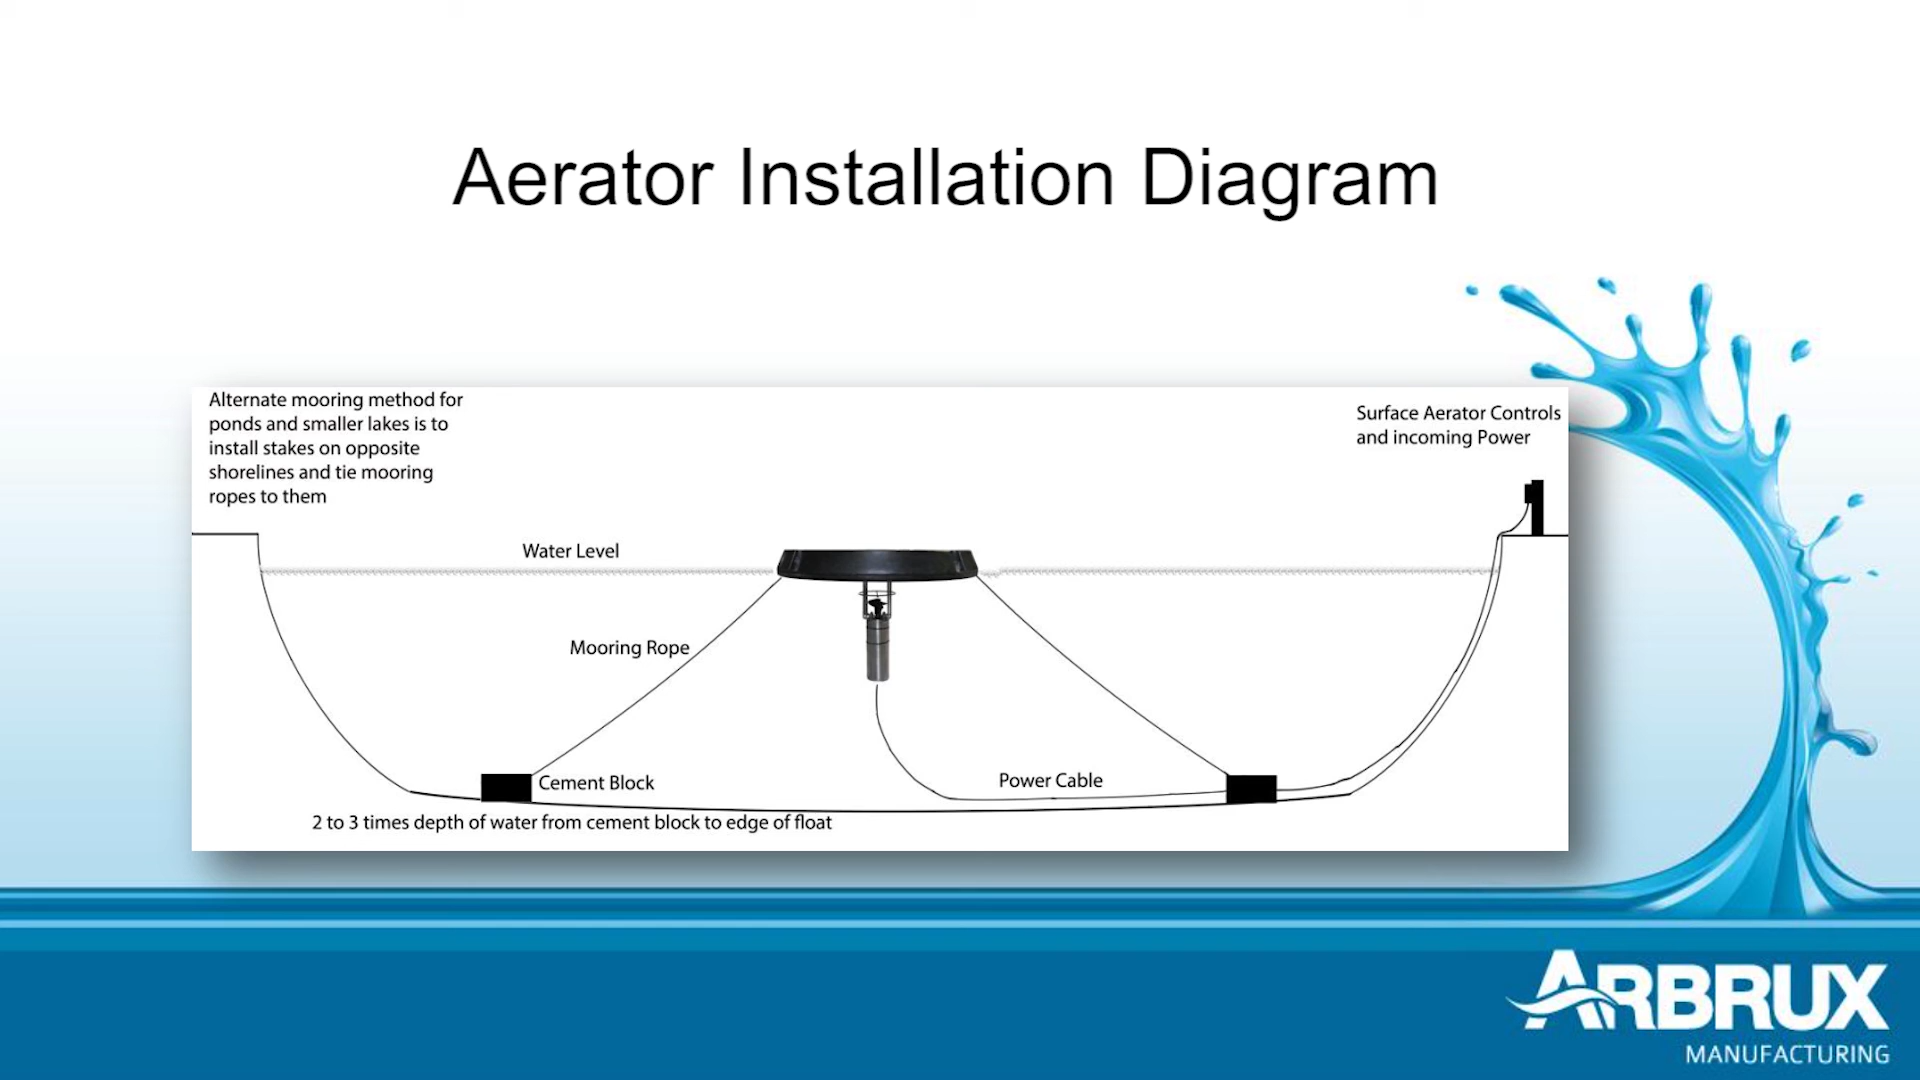 Aerator Installation Diagram
Alternate mooring method for
ponds and smaller lakes is to
install stakes on opposite
shorelines and tie mooring
ropes to them
Surface Aerator Controls
and incoming Power
Water Level
Mooring Rope
Cement Block
Power Cable
2 to 3 times depth of water from cement block to edge of float
ARBRUX
MANUFACTURING